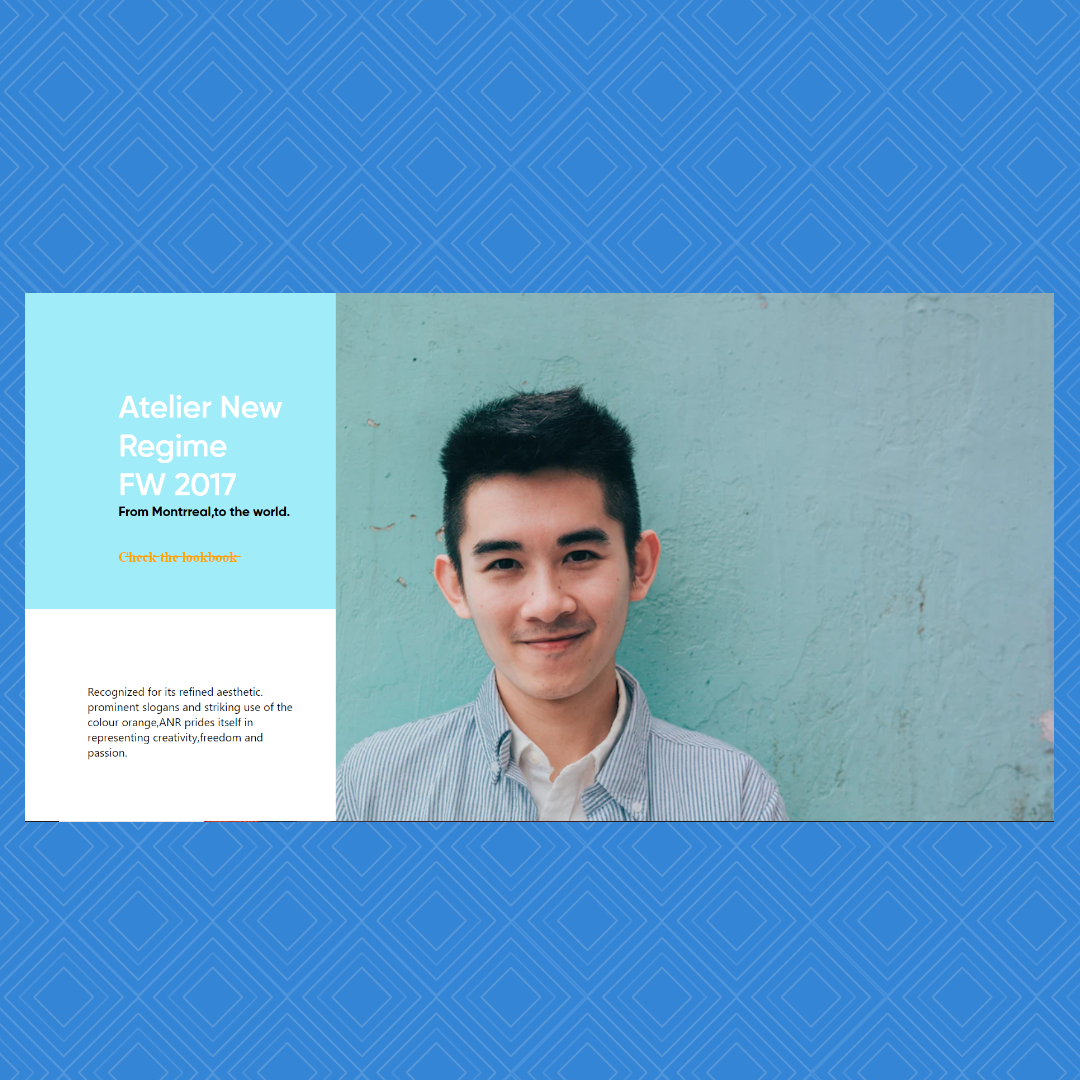 Atelier New
Regime
FW 2017
From Montrreal,to the world.
Check the lookbook
Recognized for its refined aesthetic.
prominent slogans and striking use of the
colour orange,ANR prides itself in
representing creativity,freedom and
passion.